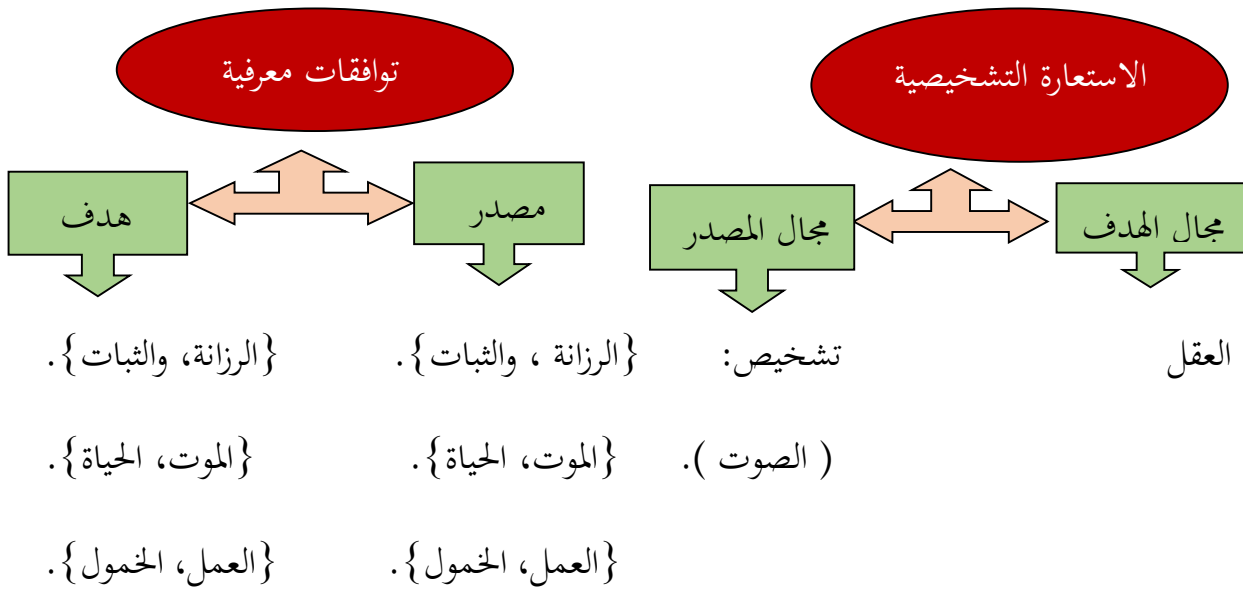 الاستعارة التشخيصية
توافقات معرفية
مجال الهدف
مجال المصدر
مصدر
هدف
العقل
تشخيص:
{الرزانة ، والثبات}.
{الرزانة، والثبات}.
( الصوت ).
{الموت، الحياة}.
{الموت، الحياة}.
{العمل، الخمول}.
{العمل، الخمول}.